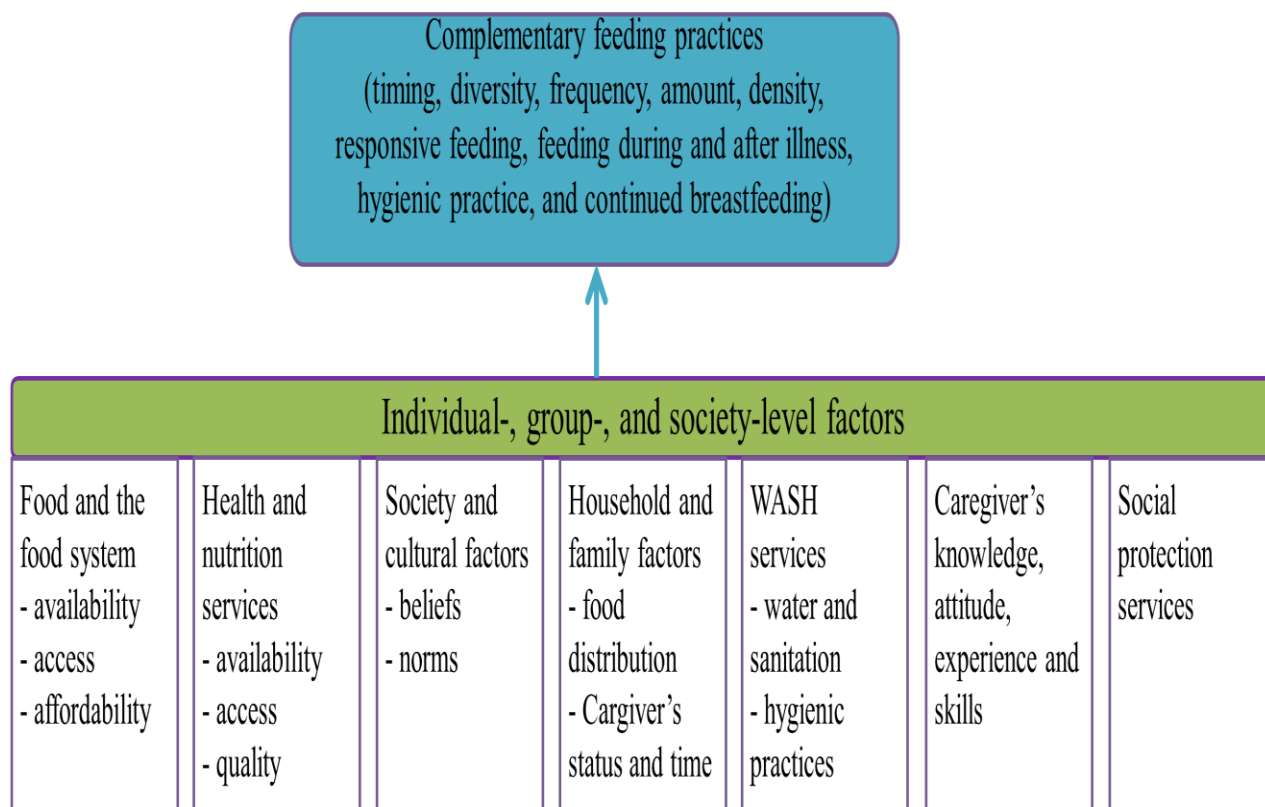 Complementary feeding practices
(timing, diversity, frequency, amount, density,
responsive feeding, feeding during and after illness,
hygienic practice, and continued breastfeeding)
Individual-, group-, and society-level factors
Food and the
food system
- availability
- access
- affordability
Health and
nutrition
services
- availability
- access
- quality
Society and
cultural factors
- beliefs
- norms
Household and
family factors
- food
distribution
- Cargiver’s
status and time
WASH
services
- water and
sanitation
- hygienic
practices
Caregiver’s
knowledge,
attitude,
experience and
skills
Social
protection
services